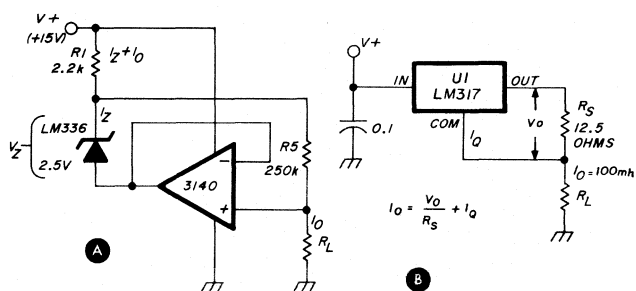 V+
(+15V)
R1
2.2k
IZ+IO
IZ
LM336
VZ
2.5V
R5
250k
−
3140
+
IO
RL
A
V+
IN
U1
LM317
OUT
COM
0.1
IQ
VO
RS
12.5
OHMS
IO=100mh
RL
IO = VO/RS + IQ
B